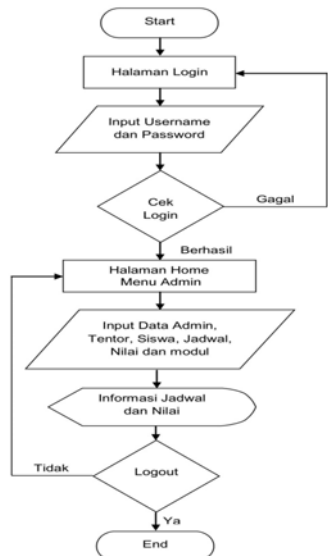 Start
Halaman Login
Input Username
dan Password
Cek
Login
Gagal
Berhasil
Halaman Home
Menu Admin
Input Data Admin,
Tentor, Siswa, Jadwal,
Nilai dan modul
Informasi Jadwal
dan Nilai
Tidak
Logout
Ya
End